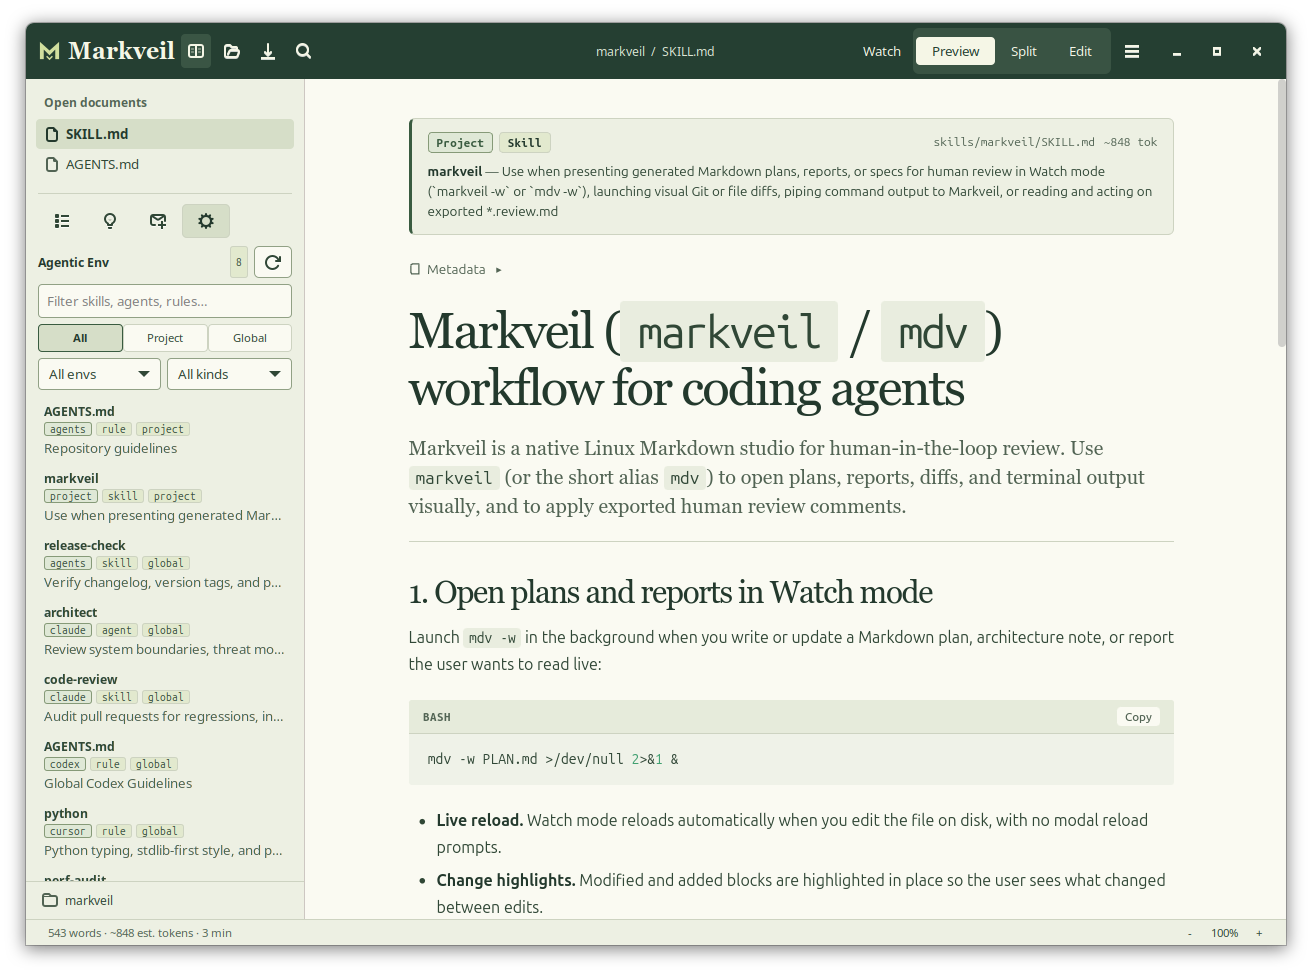 Markveil
markveil / SKILL.md
Watch
Preview
Split
Edit
Open documents
SKILL.md
AGENTS.md
Agentic Env
8
Filter skills, agents, rules...
All
Project
Global
All envs
All kinds
AGENTS.md
agents rule project
Repository guidelines
markveil
project skill project
Use when presenting generated Mar...
release-check
agents skill global
Verify changelog, version tags, and p...
architect
claude agent global
Review system boundaries, threat mo...
code-review
claude skill global
Audit pull requests for regressions, in...
AGENTS.md
codex rule global
Global Codex Guidelines
python
cursor rule global
Python typing, stdlib-first style, and p...
perf-audit
markveil
Project Skill
skills/markveil/SKILL.md ~848 tok
markveil — Use when presenting generated Markdown plans, reports, or specs for human review in Watch mode
(`markveil -w` or `mdv -w`), launching visual Git or file diffs, piping command output to Markveil, or reading and acting on
exported *.review.md
Metadata ▸
Markveil (markveil / mdv)
workflow for coding agents
Markveil is a native Linux Markdown studio for human-in-the-loop review. Use
markveil (or the short alias mdv) to open plans, reports, diffs, and terminal output
visually, and to apply exported human review comments.
1. Open plans and reports in Watch mode
Launch mdv -w in the background when you write or update a Markdown plan, architecture note, or report
the user wants to read live:
BASH
Copy
mdv -w PLAN.md >/dev/null 2>&1 &
• Live reload. Watch mode reloads automatically when you edit the file on disk, with no modal reload
prompts.
• Change highlights. Modified and added blocks are highlighted in place so the user sees what changed
between edits.
543 words · ~848 est. tokens · 3 min
- 100% +